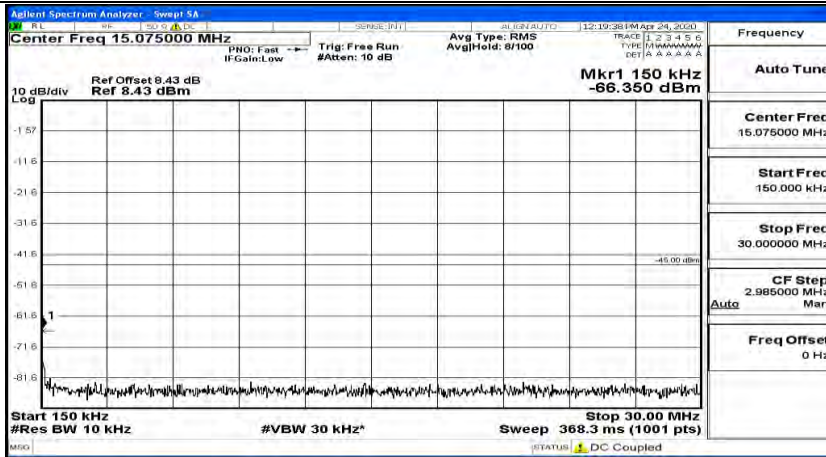 Agilent Spectrum Analyzer - Swept SA
RL RF 50 Ω DC SENSE:INT ALIGN AUTO 12:19:38 PM Apr 24, 2020
Center Freq 15.075000 MHz
PNO: Fast
IFGain:Low
Trig: Free Run
#Atten: 10 dB
Avg Type: RMS
Avg|Hold: 8/100
TRACE 1 2 3 4 5 6
TYPE MWWWWW
DET A A A A A A
Ref Offset 8.43 dB
10 dB/div Ref 8.43 dBm
Log
Mkr1 150 kHz
-66.350 dBm
-1.57
-11.6
-21.6
-31.6
-41.6
-45.00 dBm
-51.6
-61.6
1
-71.6
-81.6
Start 150 kHz
Stop 30.00 MHz
#Res BW 10 kHz
#VBW 30 kHz*
Sweep 368.3 ms (1001 pts)
MSG
STATUS DC Coupled
Frequency
Auto Tune
Center Freq
15.075000 MHz
Start Freq
150.000 kHz
Stop Freq
30.000000 MHz
CF Step
2.985000 MHz
Auto Man
Freq Offset
0 Hz